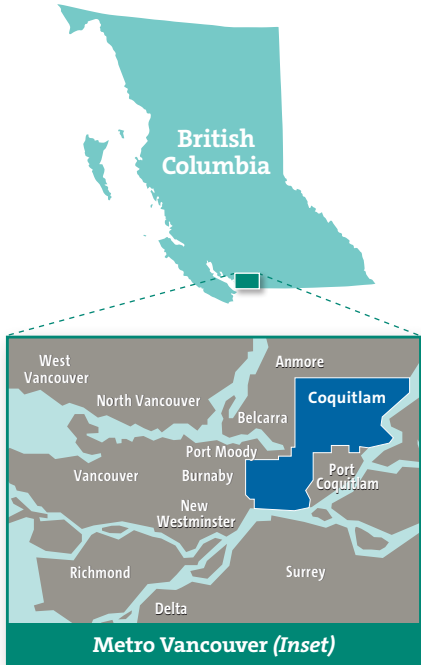 British
Columbia
West
Vancouver
Anmore
North Vancouver
Coquitlam
Belcarra
Port Moody
Vancouver
Burnaby
Port
Coquitlam
New
Westminster
Richmond
Surrey
Delta
Metro Vancouver (Inset)